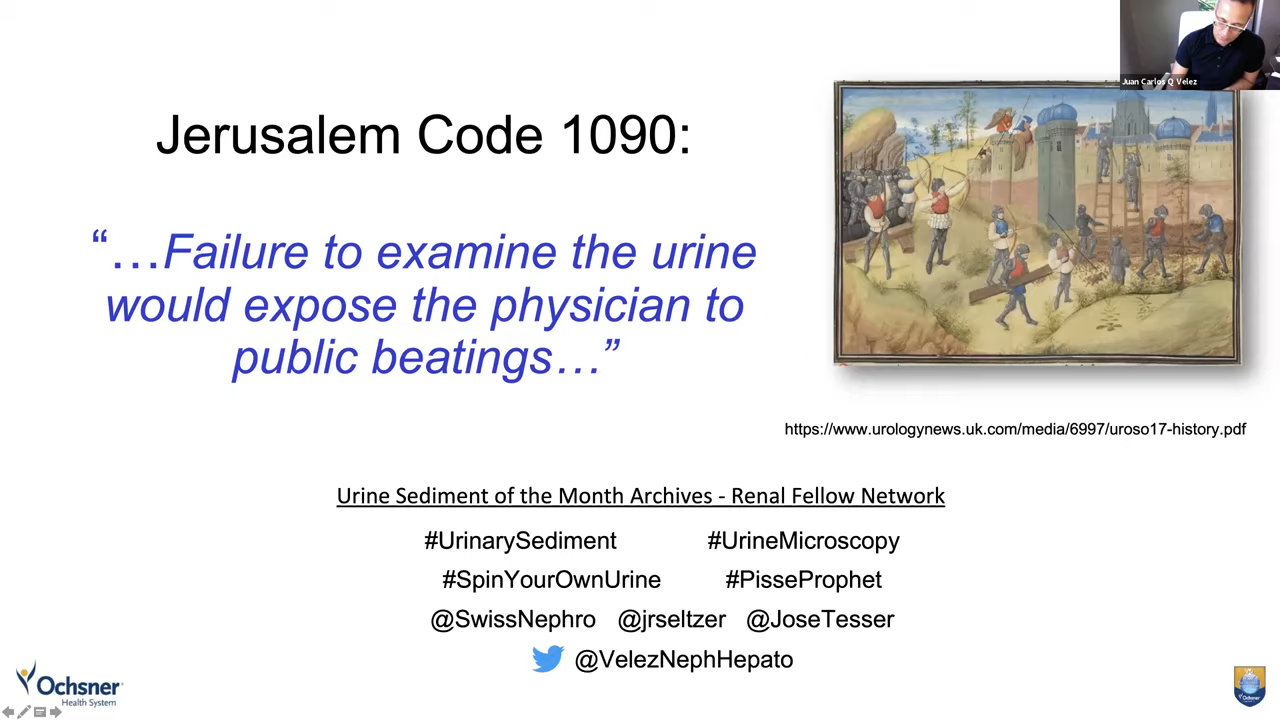 Juan Carlos Q Velez
Jerusalem Code 1090:
“…Failure to examine the urine
would expose the physician to
public beatings…”
https://www.urologynews.uk.com/media/6997/uroso17-history.pdf
Urine Sediment of the Month Archives - Renal Fellow Network
#UrinarySediment #UrineMicroscopy
#SpinYourOwnUrine #PisseProphet
@SwissNephro @jrseltzer @JoseTesser
@VelezNephHepato
Ochsner
Health System
Ochsner